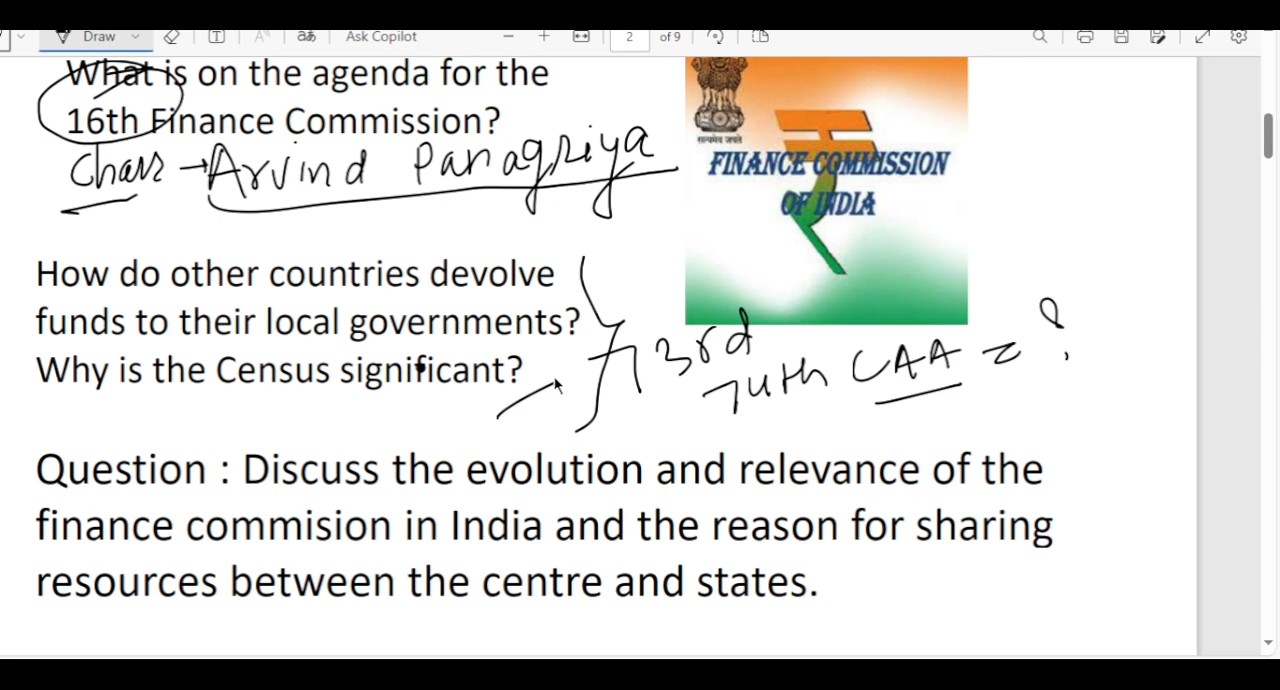 Draw
Ask Copilot
2
of 9
What is on the agenda for the
16th Finance Commission?
Chair → Arvind Panagriya
सत्यमेव जयते
FINANCE COMMISSION
OF INDIA
How do other countries devolve
funds to their local governments?
Why is the Census significant?
73rd
74th CAA = ?
Question : Discuss the evolution and relevance of the
finance commision in India and the reason for sharing
resources between the centre and states.